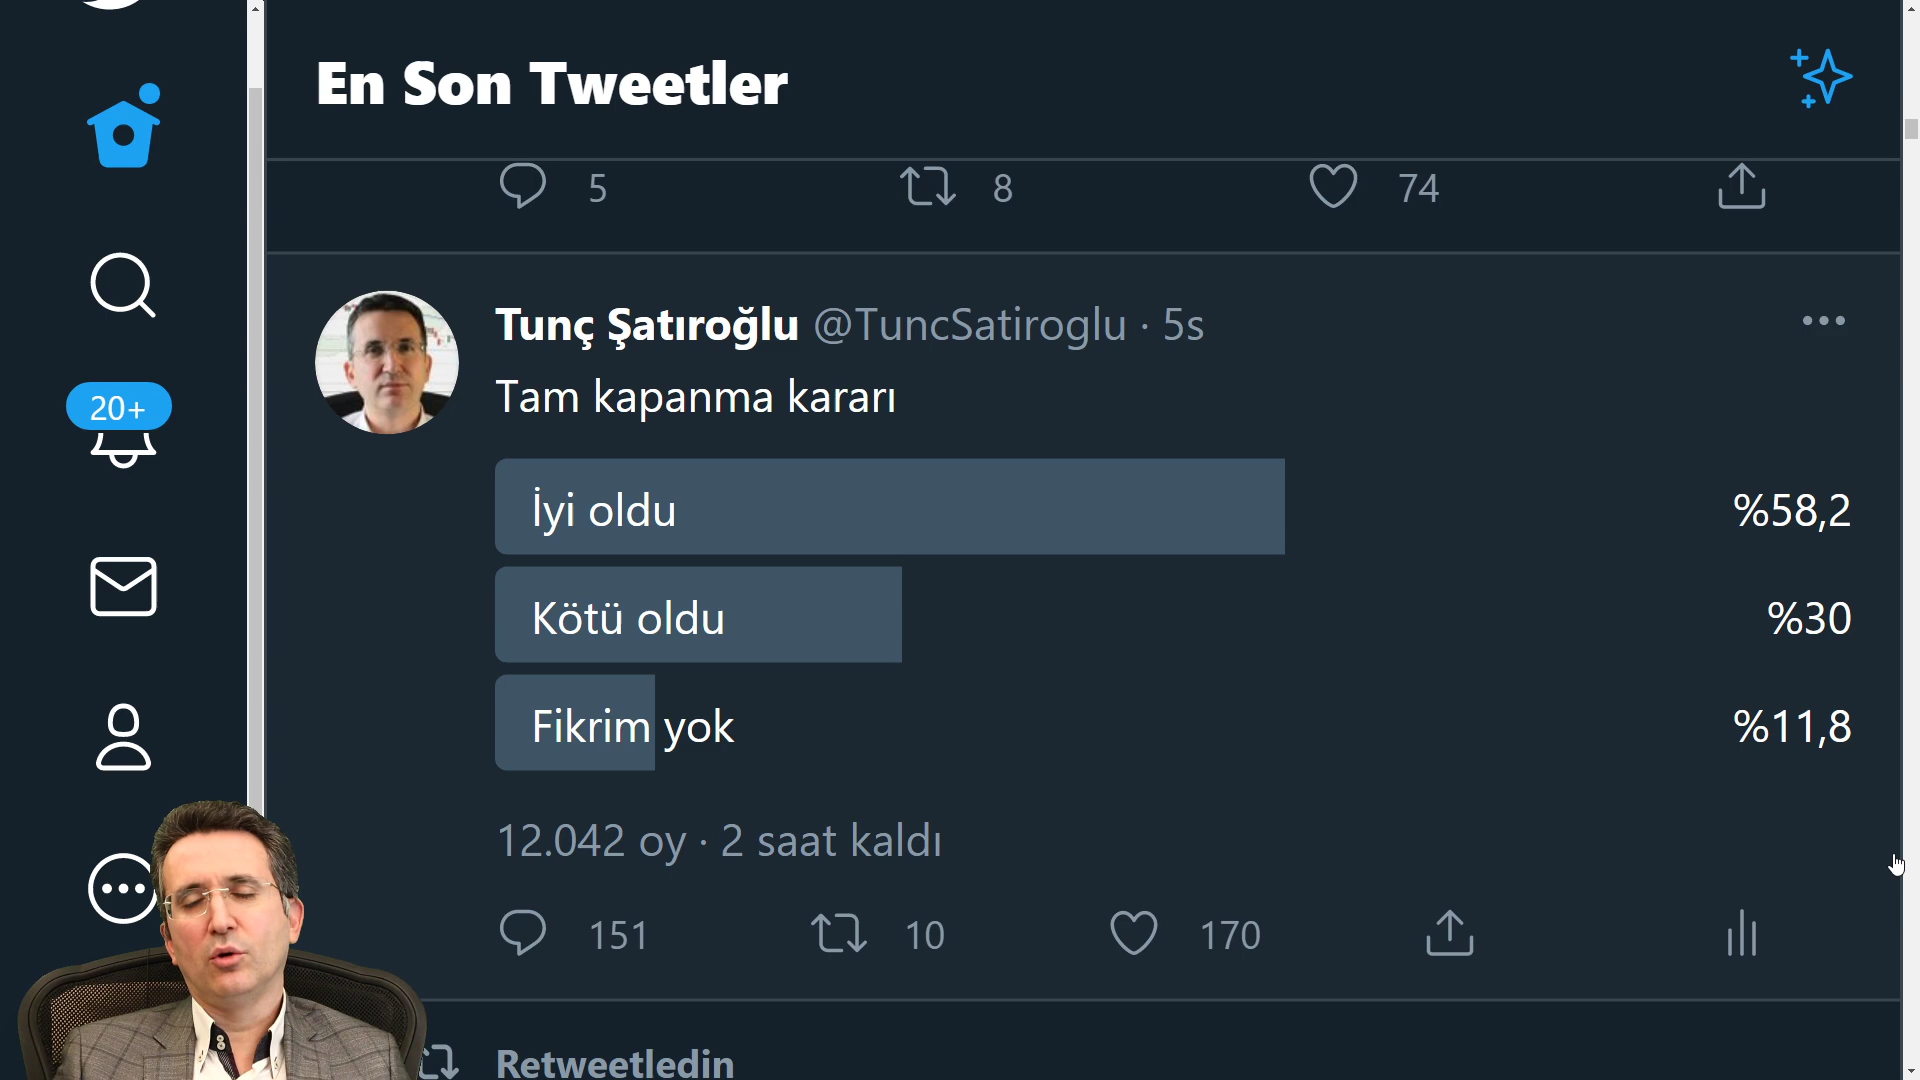 En Son Tweetler
5 8 74
Tunç Şatıroğlu @TuncSatiroglu · 5s
Tam kapanma kararı
20+
İyi oldu %58,2
Kötü oldu %30
Fikrim yok %11,8
12.042 oy · 2 saat kaldı
151 10 170
Retweetledin